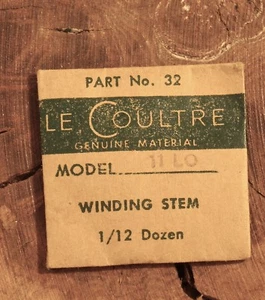 PART No. 32
LE COULTRE
GENUINE MATERIAL
MODEL 11 LO
WINDING STEM
1/12 Dozen